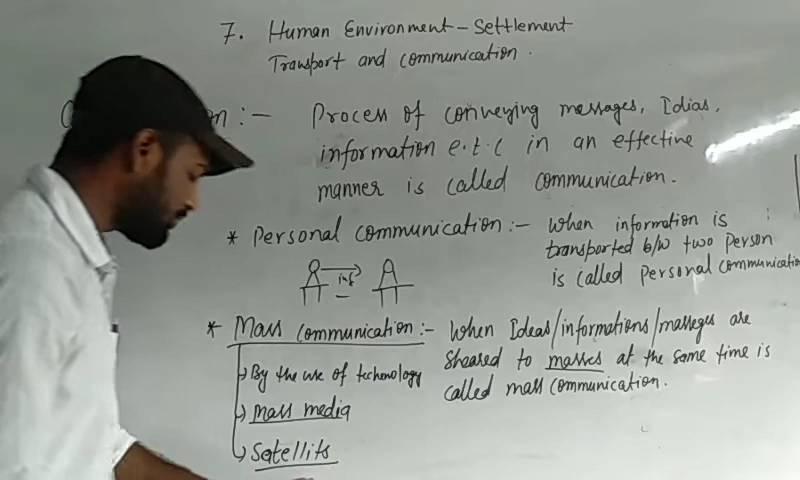 7. Human Environment - Settlement
Transport and communication.
:- Process of conveying messages, Idias,
information e.t.c in an effective
manner is called communication.
* Personal communication :- When information is
transported b/w two Person
is called personal communicatio
inf
* Mass communication :- When Ideas/informations/masseges are
sheared to masses at the same time is
called mass communication.
By the use of techonology
Mass media
Satellits